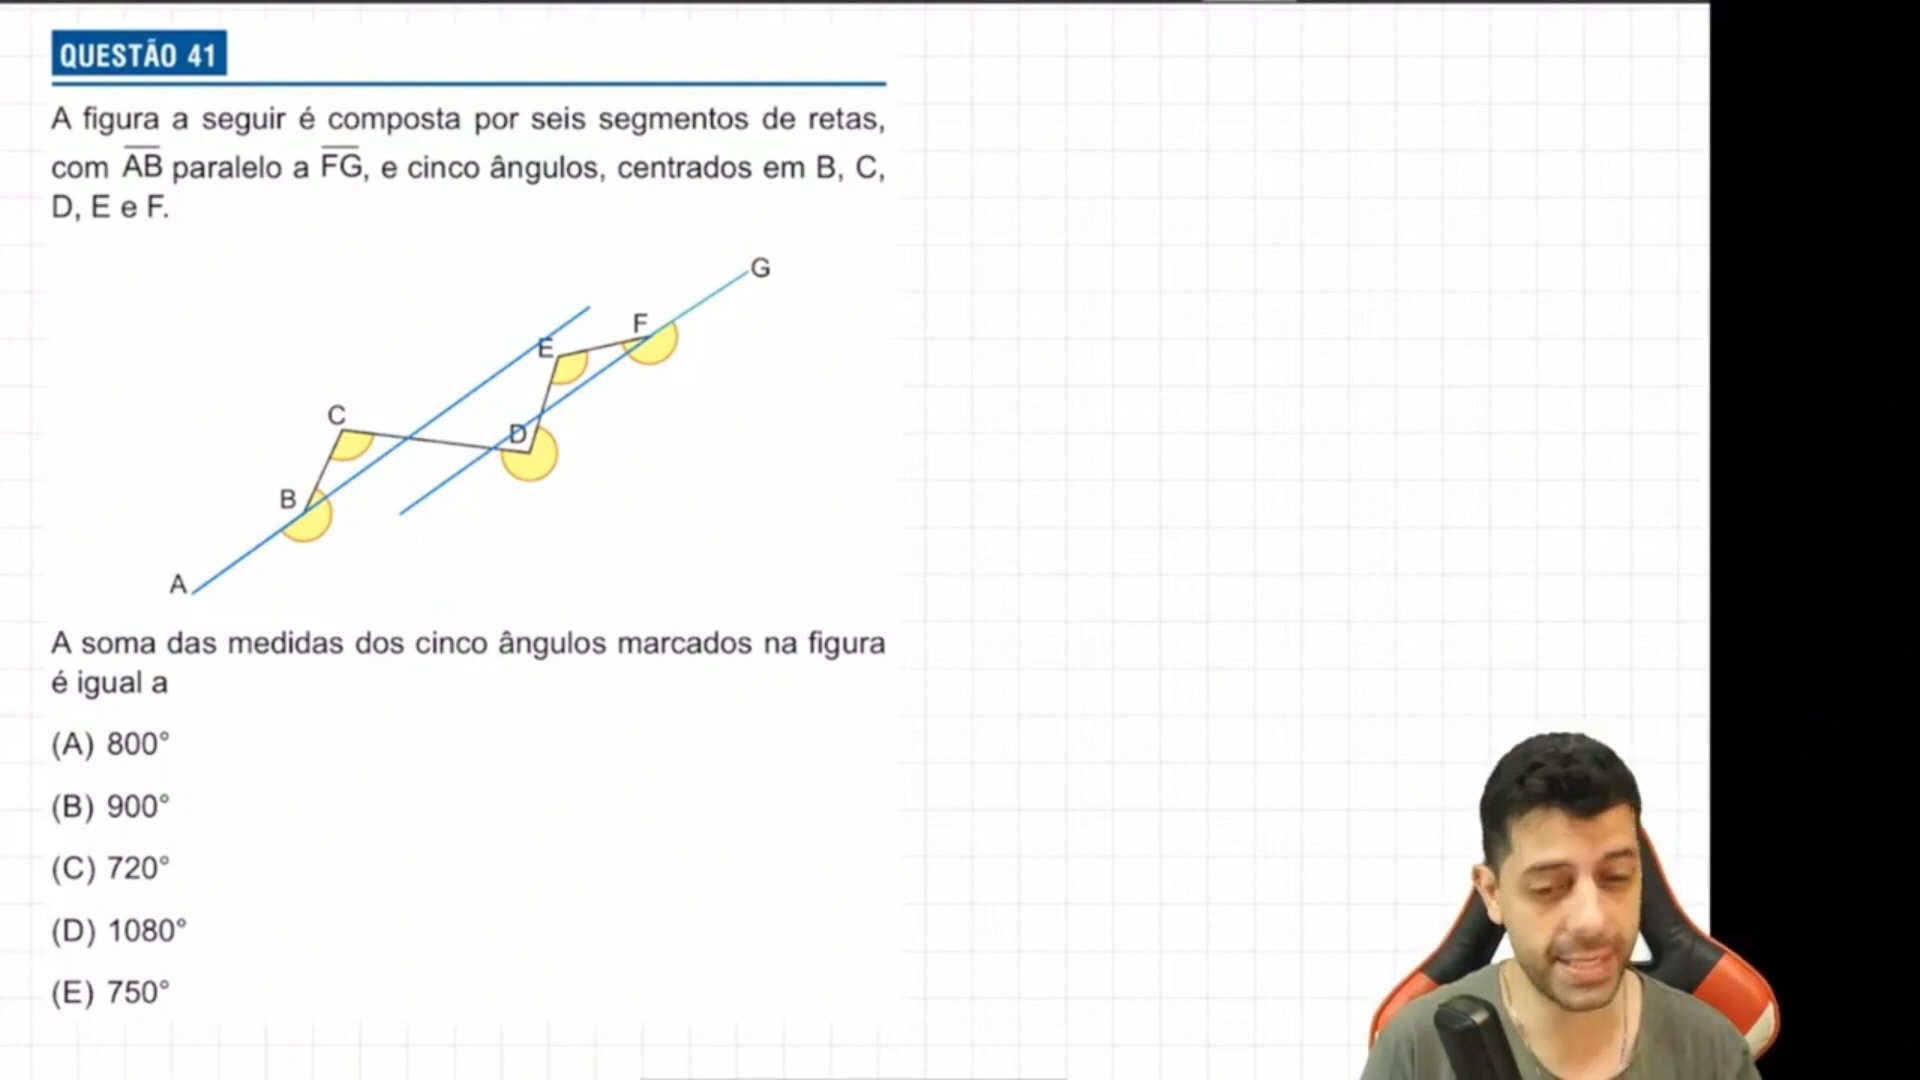 QUESTÃO 41
A figura a seguir é composta por seis segmentos de retas,
com AB paralelo a FG, e cinco ângulos, centrados em B, C,
D, E e F.
G
F
E
C
D
B
A
A soma das medidas dos cinco ângulos marcados na figura
é igual a
(A) 800°
(B) 900°
(C) 720°
(D) 1080°
(E) 750°